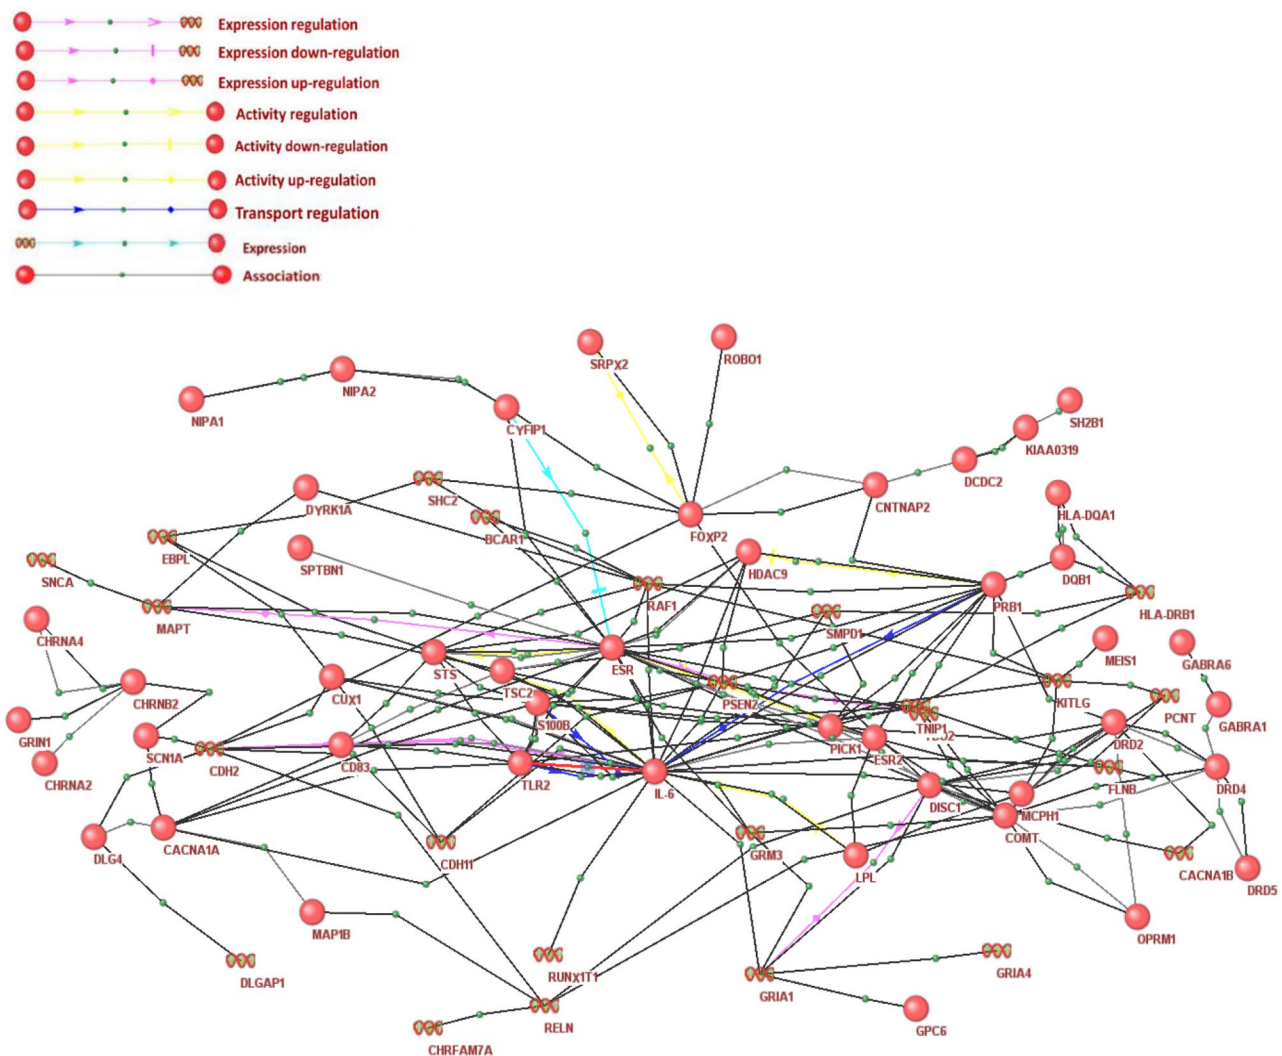 Expression regulation
Expression down-regulation
Expression up-regulation
Activity regulation
Activity down-regulation
Activity up-regulation
Transport regulation
Expression
Association
SRPX2
ROBO1
NIPA2
NIPA1
CYFIP1
SH2B1
KIAA0319
DCDC2
CNTNAP2
SHC2
DYRK1A
HLA-DQA1
FOXP2
BCAR1
EBPL
SPTBN1
HDAC9
DQB1
SNCA
RAF1
PRB1
HLA-DRB1
MAPT
SMPD1
CHRNA4
MEIS1
GABRA6
STS
ESR
TSC2
CUX1
CHRNB2
PSEN2
KITLG
PCNT
GABRA1
S100B
TNIP1
GRIN1
PICK1
DRD2
SCN1A
ESR2
CDH2
CD83
CHRNA2
TLR2
IL-6
FLNB
DRD4
DISC1
MCPH1
COMT
DLG4
CACNA1A
CDH11
GRM3
LPL
CACNA1B
DRD5
MAP1B
OPRM1
DLGAP1
RUNX1T1
GRIA1
GRIA4
RELN
GPC6
CHRFAM7A